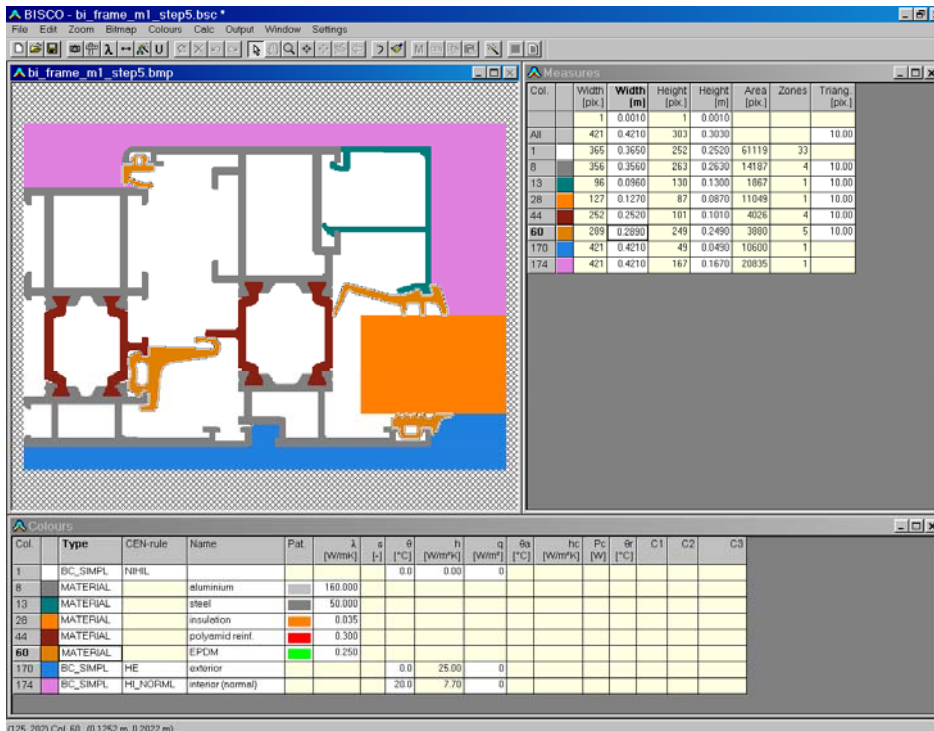 BISCO - bi_frame_m1_step5.bsc *
File Edit Zoom Bitmap Colours Calc Output Window Settings
bi_frame_m1_step5.bmp
Measures
Col. Width [pix.] Width [m] Height [pix.] Height [m] Area [pix.] Zones Triang. [pix.]
1 0.0010 1 0.0010
All 421 0.4210 303 0.3030 10.00
1 365 0.3650 252 0.2520 61119 33
8 356 0.3560 263 0.2630 14187 4 10.00
13 96 0.0960 130 0.1300 1867 1 10.00
28 127 0.1270 87 0.0870 11049 1 10.00
44 252 0.2520 101 0.1010 4026 4 10.00
60 289 0.2890 249 0.2490 3880 5 10.00
170 421 0.4210 49 0.0490 10600 1
174 421 0.4210 167 0.1670 20835 1
Colours
Col. Type CEN-rule Name Pat. λ [W/mK] ε [-] θ [°C] h [W/m²K] q [W/m²] θa [°C] hc [W/m²K] Pc [W] θr [°C] C1 C2 C3
1 BC_SIMPL NIHIL 0.0 0.00 0
8 MATERIAL aluminium 160.000
13 MATERIAL steel 50.000
28 MATERIAL insulation 0.035
44 MATERIAL polyamid reinf. 0.300
60 MATERIAL EPDM 0.250
170 BC_SIMPL HE exterior 0.0 25.00 0
174 BC_SIMPL HI_NORML interior (normal) 20.0 7.70 0
(125, 202) Col. 60 (0.1252 m, 0.2022 m)